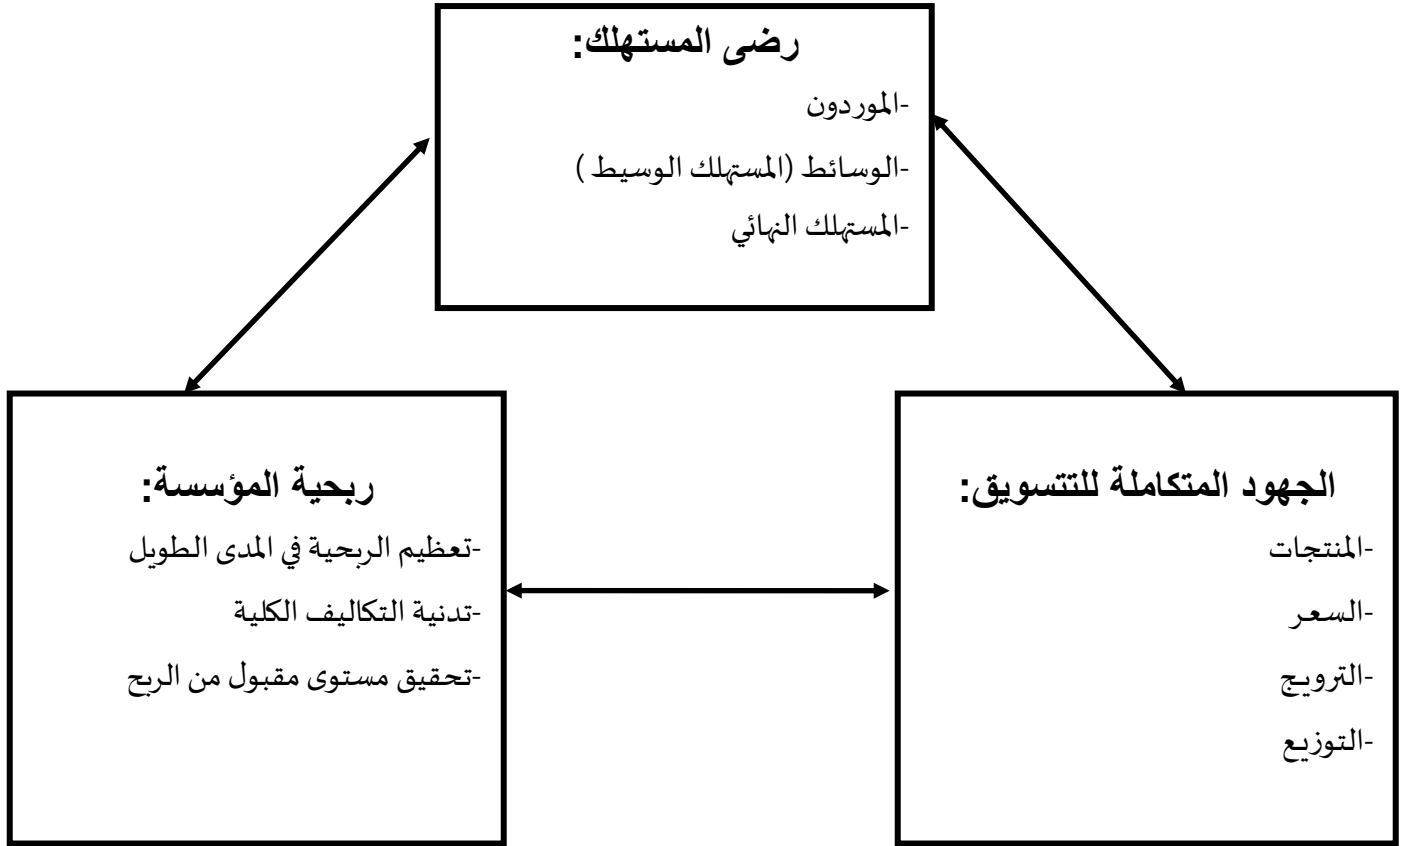 رضى المستهلك:
-الموردون
-الوسائط (المستهلك الوسيط )
-المستهلك النهائي
الجهود المتكاملة للتتسويق:
-المنتجات
-السعر
-الترويج
-التوزيع
ربحية المؤسسة:
-تعظيم الربحية في المدى الطويل
-تدنية التكاليف الكلية
-تحقيق مستوى مقبول من الربح